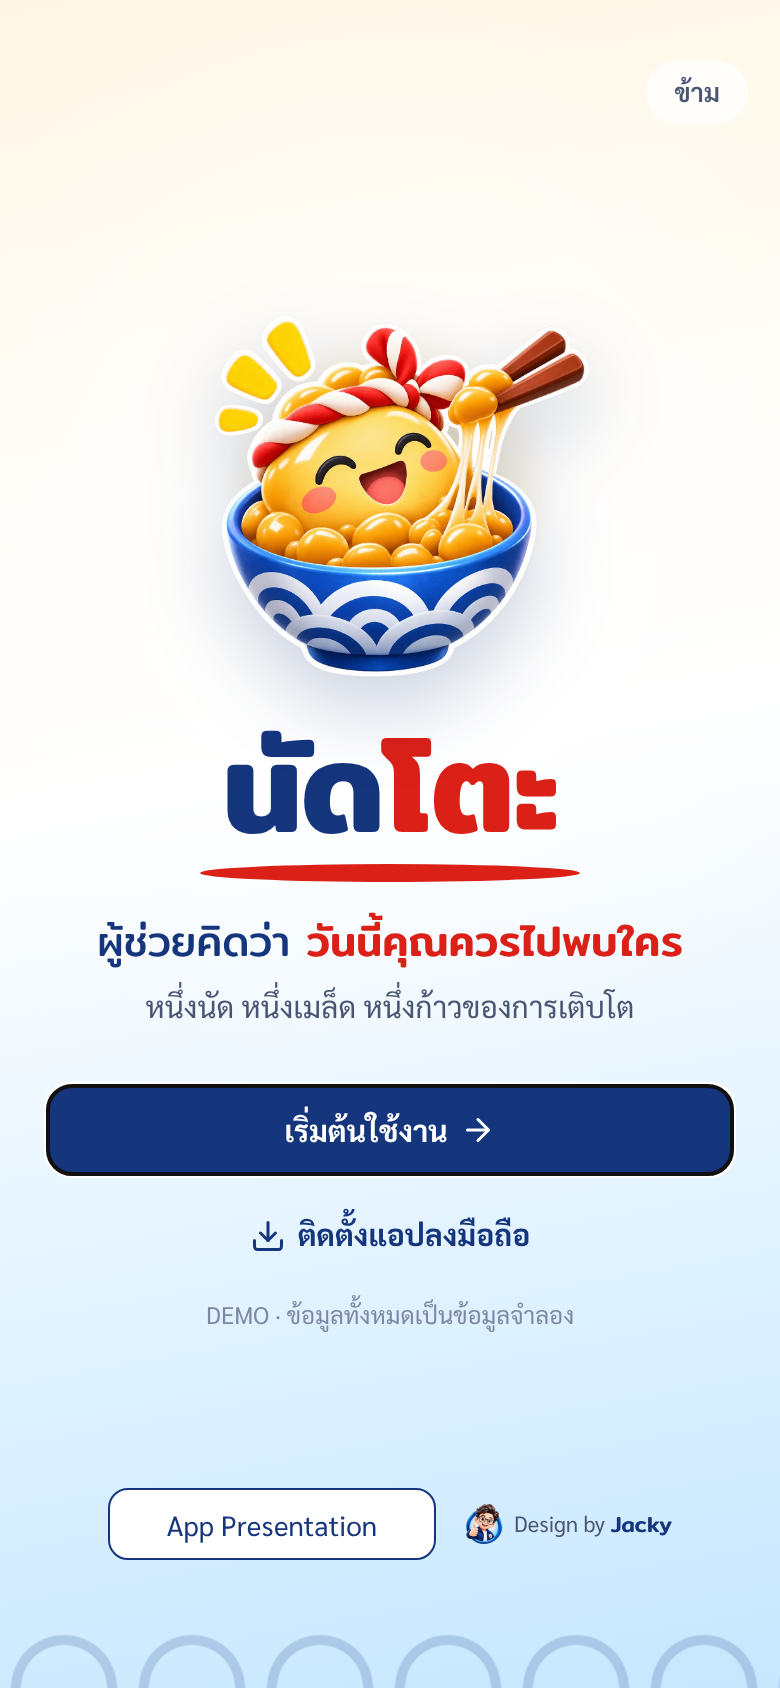 ข้าม
นัดโตะ
ผู้ช่วยคิดว่า วันนี้คุณควรไปพบใคร
หนึ่งนัด หนึ่งเมล็ด หนึ่งก้าวของการเติบโต
เริ่มต้นใช้งาน →
ติดตั้งแอปลงมือถือ
DEMO · ข้อมูลทั้งหมดเป็นข้อมูลจำลอง
App Presentation
Design by Jacky